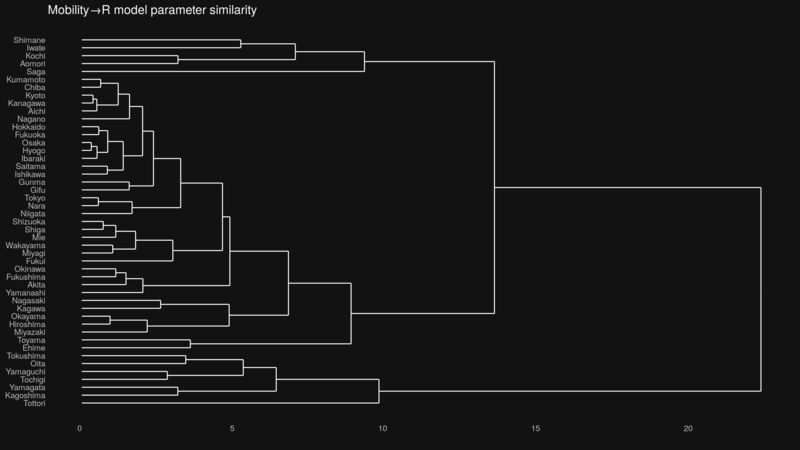 Mobility→R model parameter similarity
Shimane
Iwate
Kochi
Aomori
Saga
Kumamoto
Chiba
Kyoto
Kanagawa
Aichi
Nagano
Hokkaido
Fukuoka
Osaka
Hyogo
Ibaraki
Saitama
Ishikawa
Gunma
Gifu
Tokyo
Nara
Niigata
Shizuoka
Shiga
Mie
Wakayama
Miyagi
Fukui
Okinawa
Fukushima
Akita
Yamanashi
Nagasaki
Kagawa
Okayama
Hiroshima
Miyazaki
Toyama
Ehime
Tokushima
Oita
Yamaguchi
Tochigi
Yamagata
Kagoshima
Tottori
0 5 10 15 20